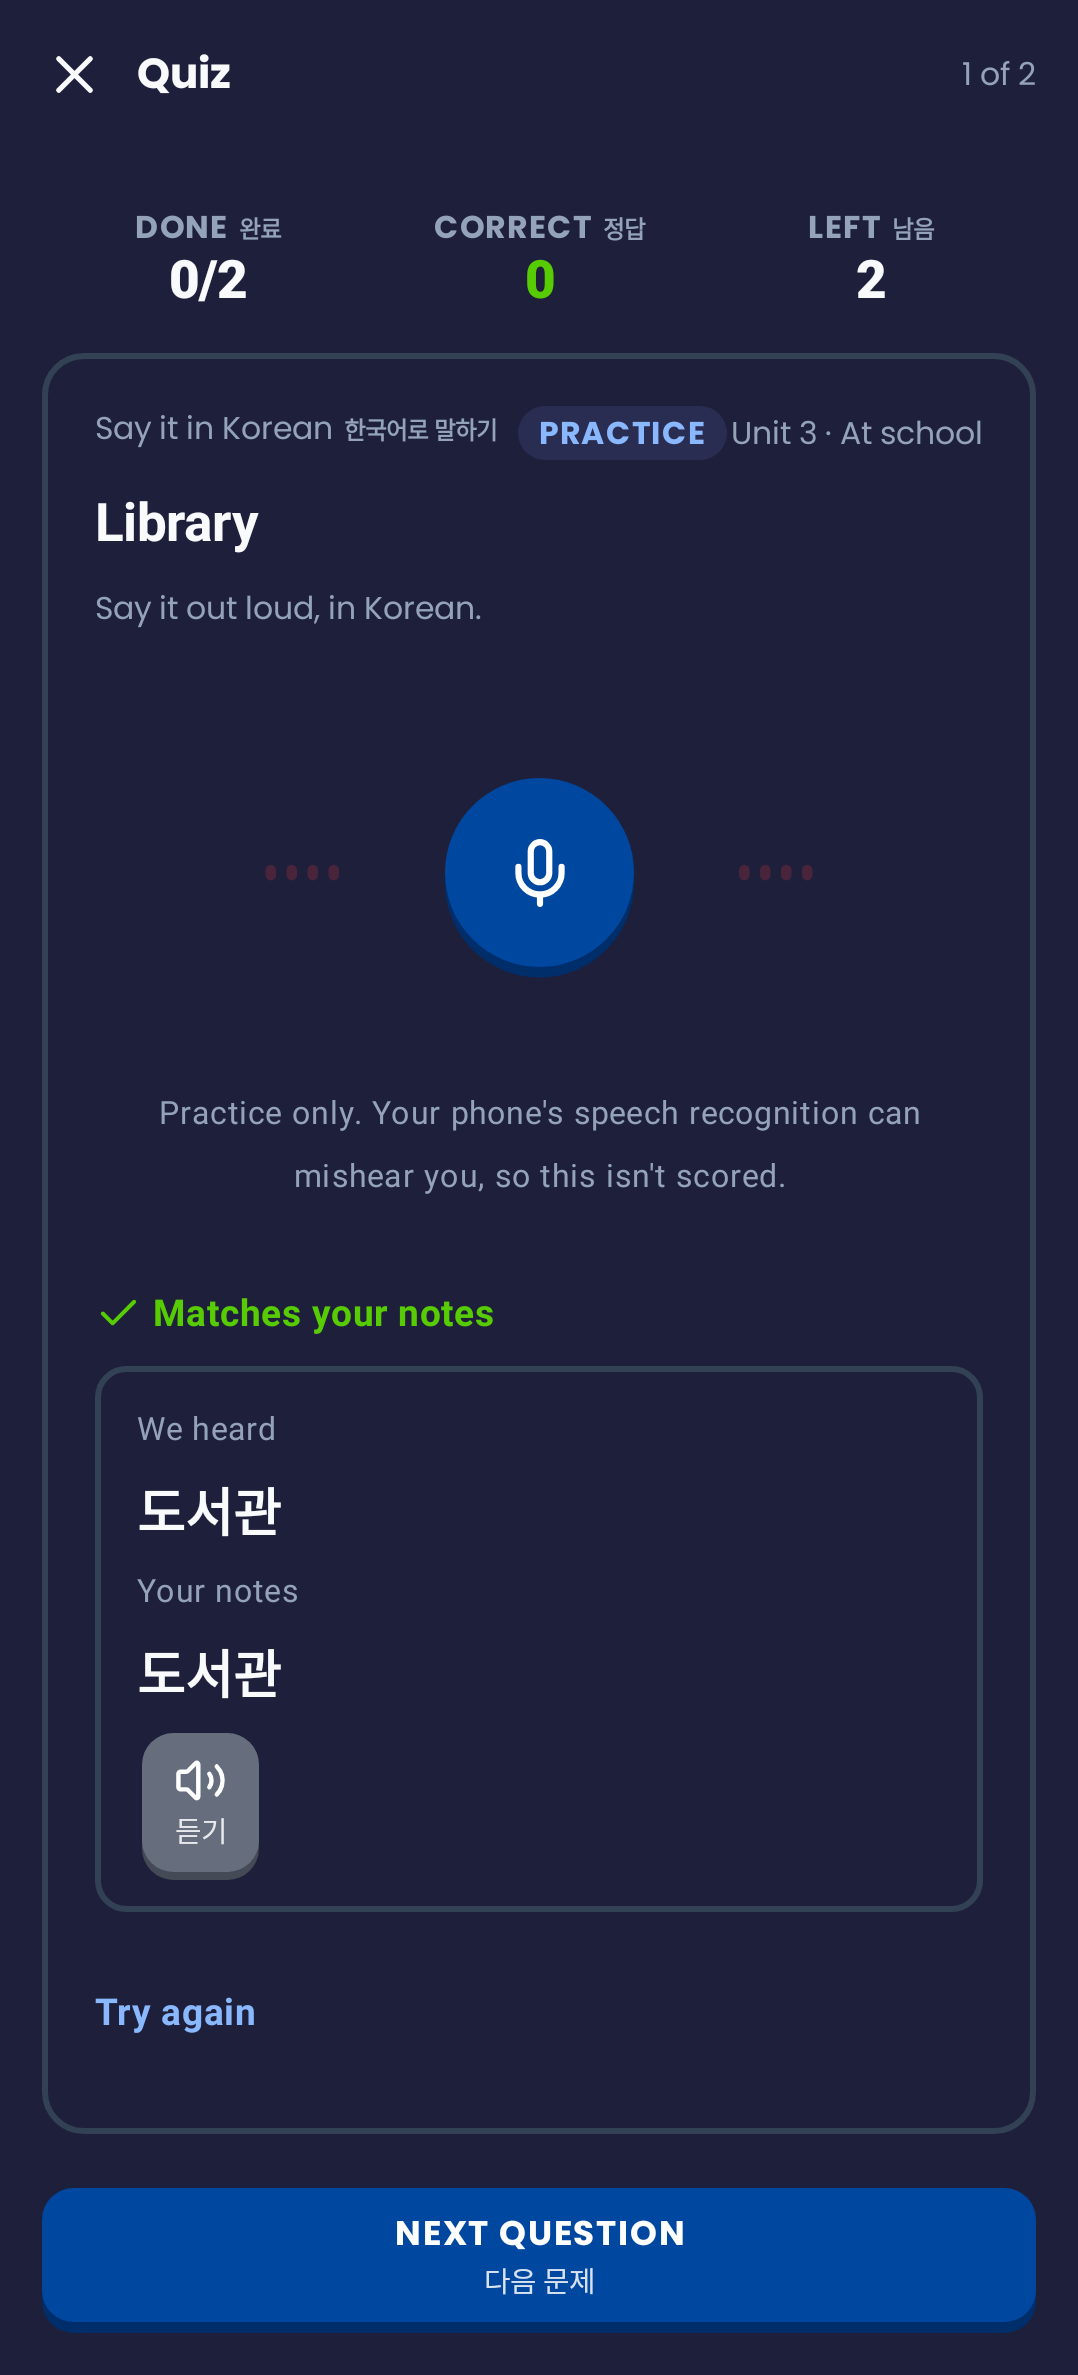 Quiz
1 of 2
DONE 완료
0/2
CORRECT 정답
0
LEFT 남음
2
Say it in Korean 한국어로 말하기 PRACTICE Unit 3 · At school
Library
Say it out loud, in Korean.
Practice only. Your phone's speech recognition can
mishear you, so this isn't scored.
Matches your notes
We heard
도서관
Your notes
도서관
듣기
Try again
NEXT QUESTION
다음 문제